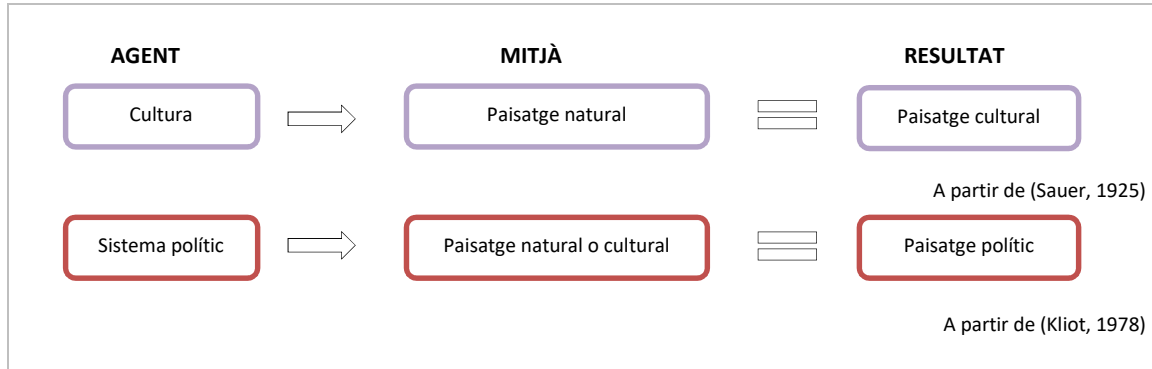 AGENT MITJÀ RESULTAT
Cultura Paisatge natural Paisatge cultural
A partir de (Sauer, 1925)
Sistema polític Paisatge natural o cultural Paisatge polític
A partir de (Kliot, 1978)